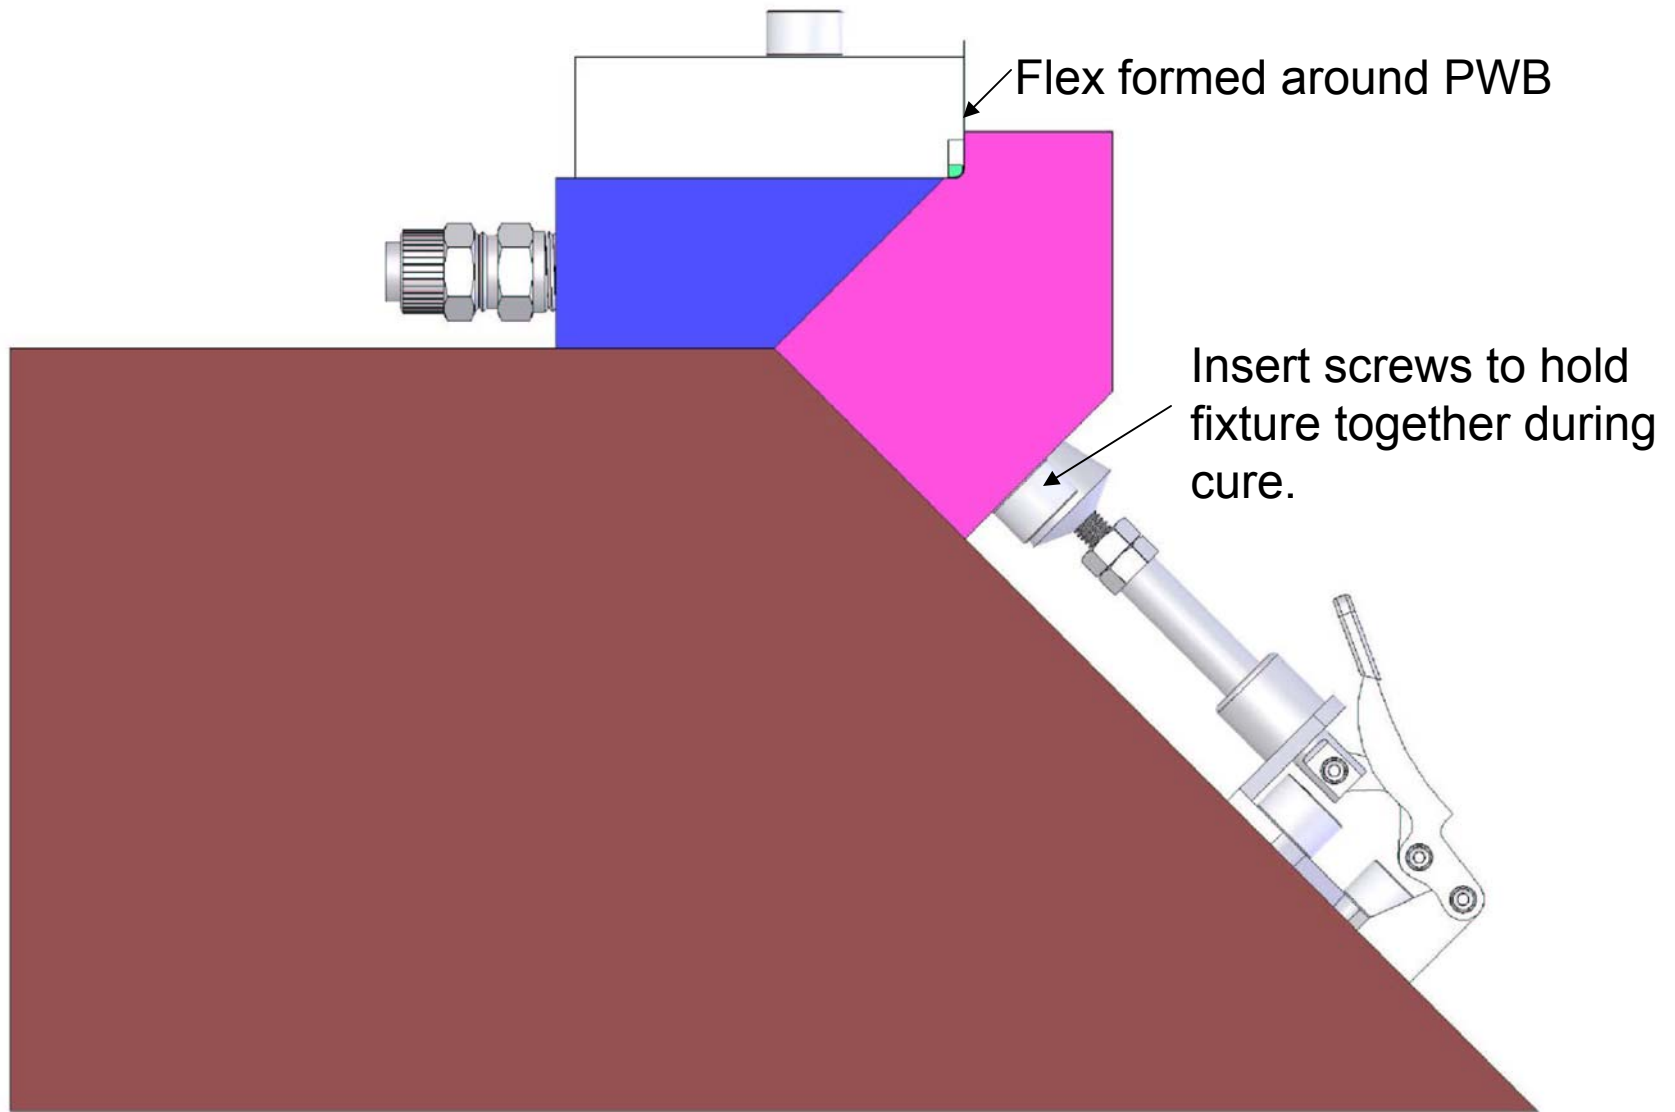 Flex formed around PWB
Insert screws to hold
fixture together during
cure.